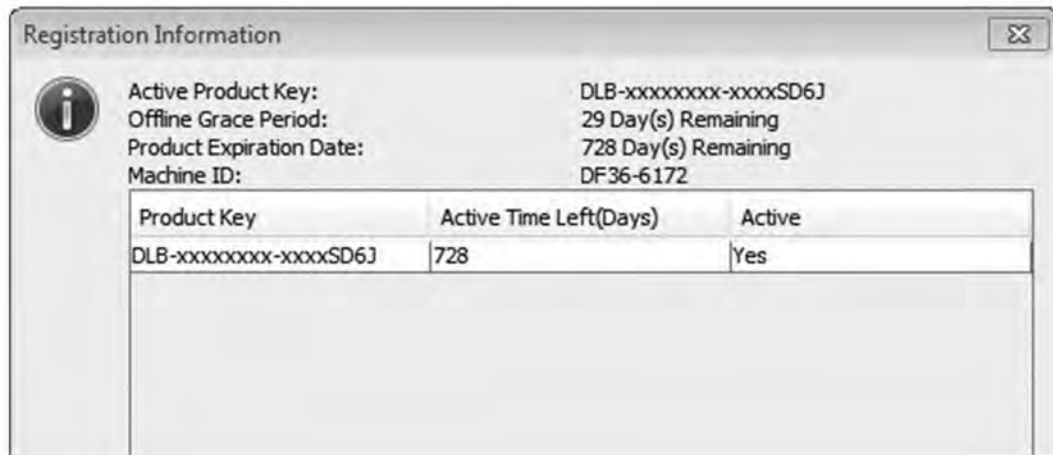 Registration Information
Active Product Key: DLB-xxxxxxxx-xxxxSD6J
Offline Grace Period: 29 Day(s) Remaining
Product Expiration Date: 728 Day(s) Remaining
Machine ID: DF36-6172
Product Key Active Time Left(Days) Active
DLB-xxxxxxxx-xxxxSD6J 728 Yes